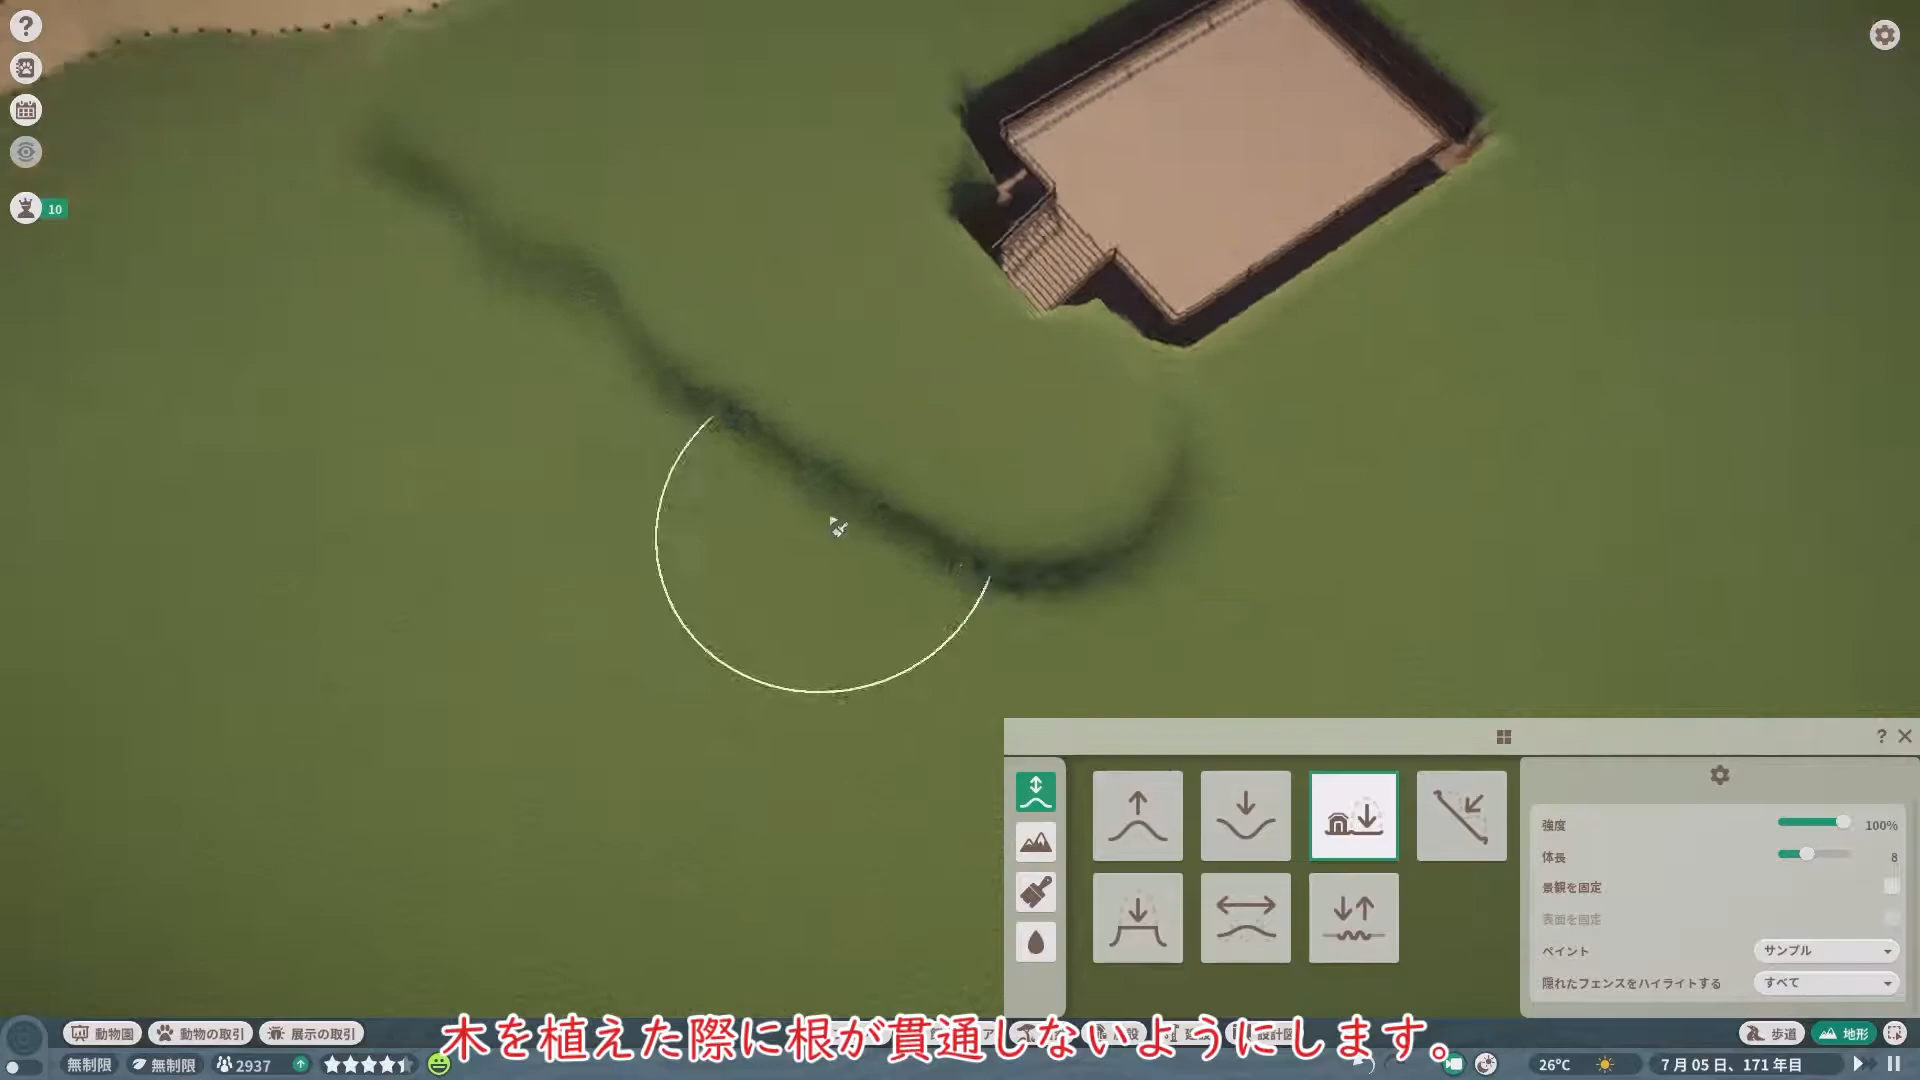 ?
10
? ×
強度 100%
体長 8
景観を固定
表面を固定
ペイント サンプル
隠れたフェンスをハイライトする すべて
動物園 動物の取引 展示の取引
設計図
歩道 地形
木を植えた際に根が貫通しないようにします。
無制限 無制限 2937
26°C 7月 05日、171 年目